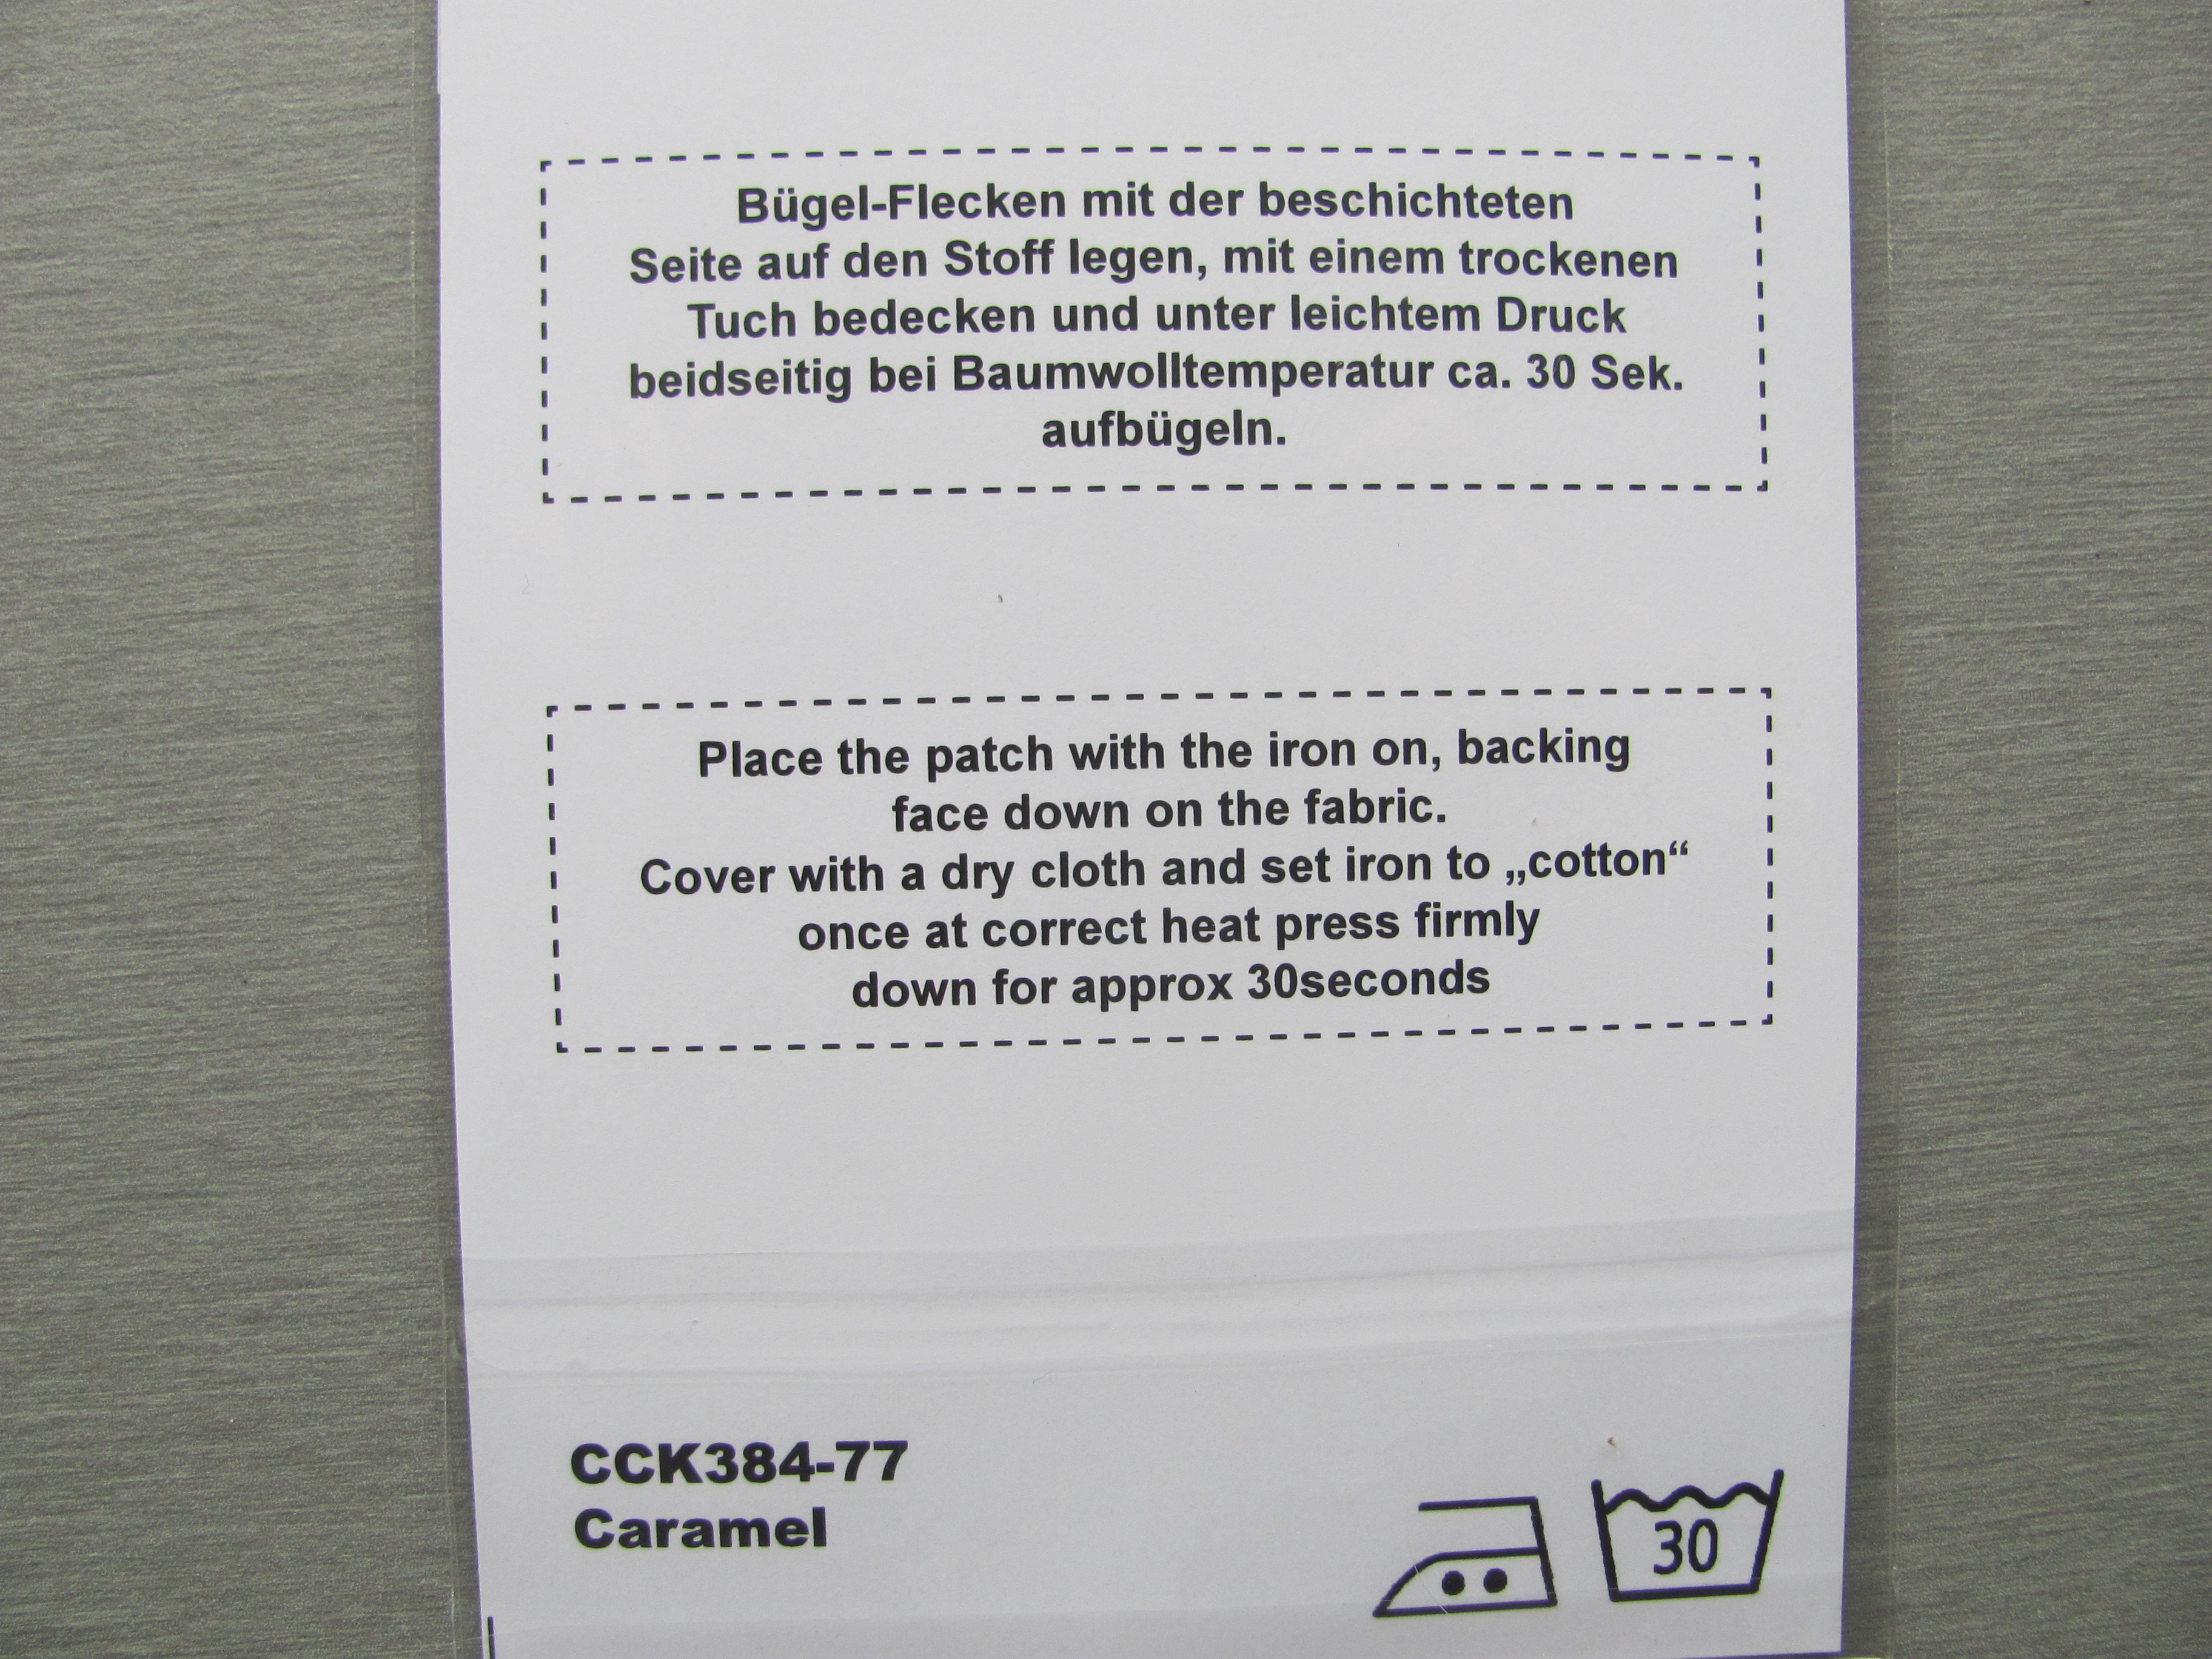 Bügel-Flecken mit der beschichteten
Seite auf den Stoff legen, mit einem trockenen
Tuch bedecken und unter leichtem Druck
beidseitig bei Baumwolltemperatur ca. 30 Sek.
aufbügeln.
Place the patch with the iron on, backing
face down on the fabric.
Cover with a dry cloth and set iron to „cotton“
once at correct heat press firmly
down for approx 30seconds
CCK384-77
Caramel
30